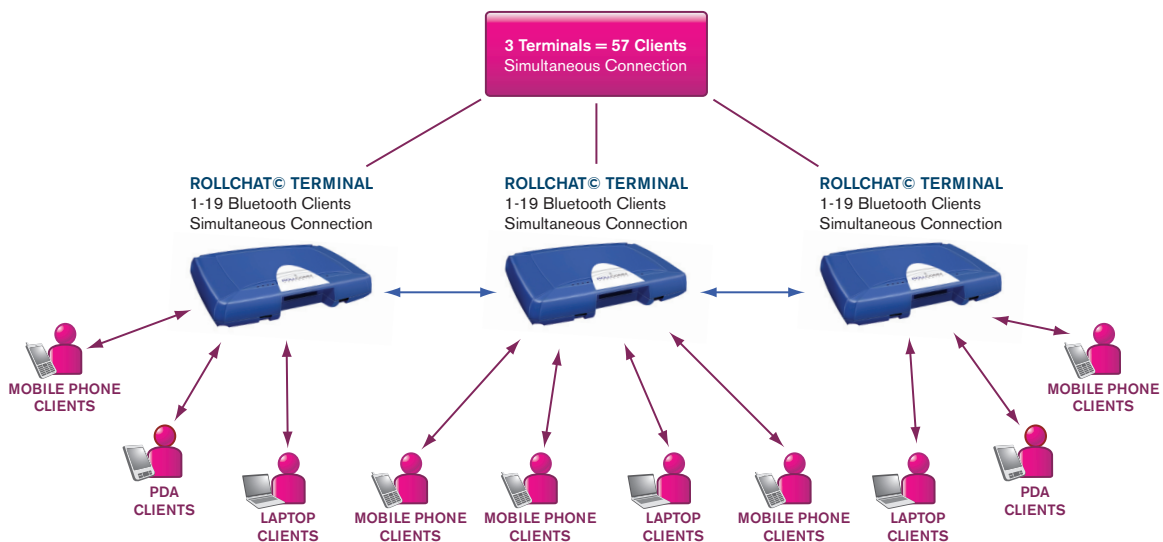 3 Terminals = 57 Clients
Simultaneous Connection
ROLLCHAT© TERMINAL
1-19 Bluetooth Clients
Simultaneous Connection
ROLLCHAT© TERMINAL
1-19 Bluetooth Clients
Simultaneous Connection
ROLLCHAT© TERMINAL
1-19 Bluetooth Clients
Simultaneous Connection
MOBILE PHONE
CLIENTS
PDA
CLIENTS
LAPTOP
CLIENTS
MOBILE PHONE
CLIENTS
MOBILE PHONE
CLIENTS
LAPTOP
CLIENTS
MOBILE PHONE
CLIENTS
LAPTOP
CLIENTS
PDA
CLIENTS
MOBILE PHONE
CLIENTS